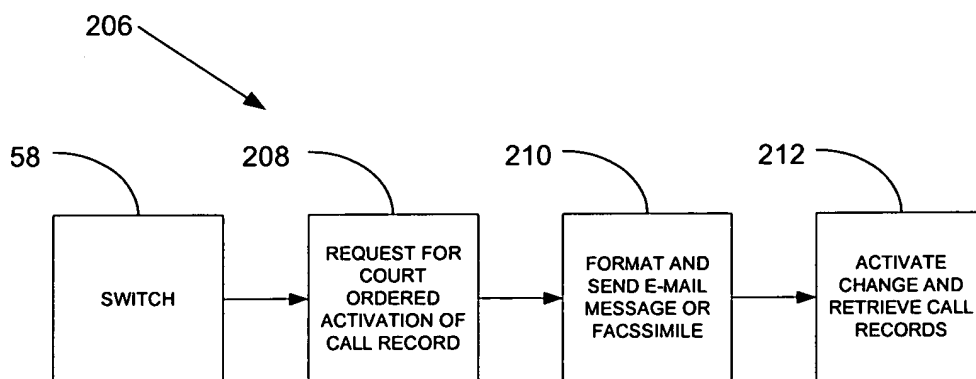 206
58
208
210
212
SWITCH
REQUEST FOR
COURT
ORDERED
ACTIVATION OF
CALL RECORD
FORMAT AND
SEND E-MAIL
MESSAGE OR
FACSSIMILE
ACTIVATE
CHANGE AND
RETRIEVE CALL
RECORDS